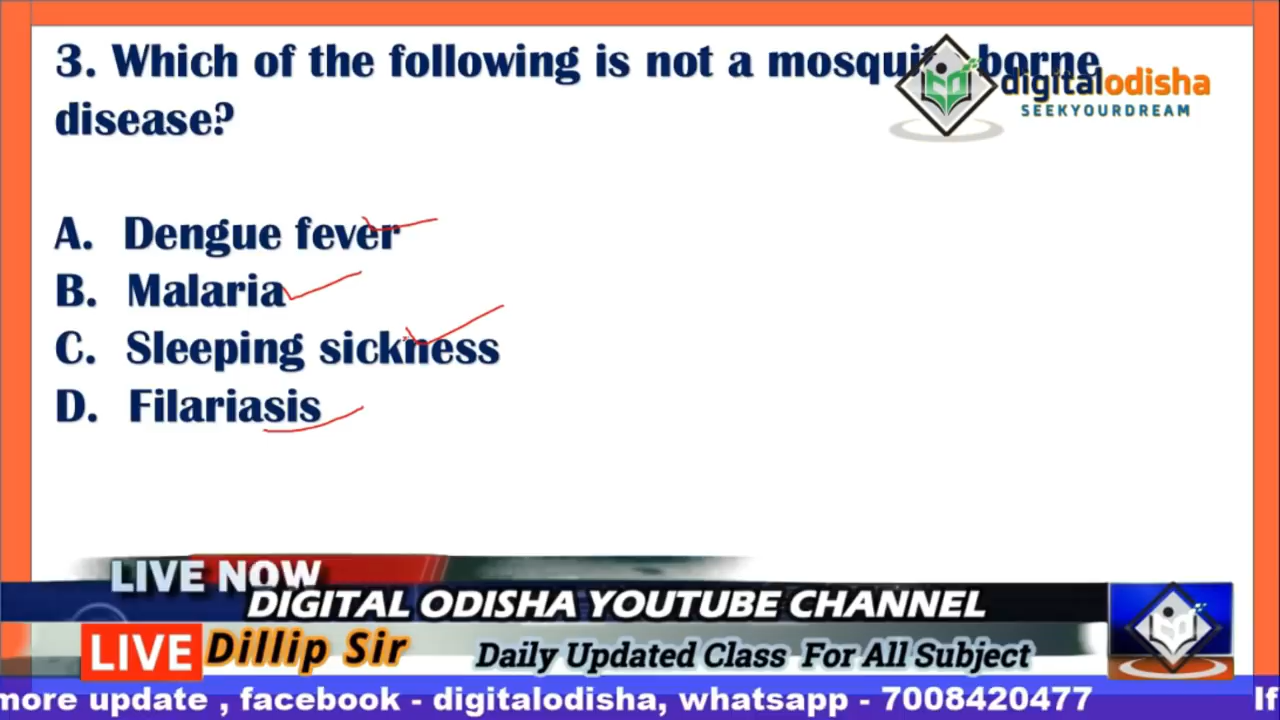 3. Which of the following is not a mosquit borne
disease?
digitalodisha
SEEKYOURDREAM
A. Dengue fever
B. Malaria
C. Sleeping sickness
D. Filariasis
LIVE NOW
DIGITAL ODISHA YOUTUBE CHANNEL
LIVE Dillip Sir Daily Updated Class For All Subject
more update , facebook - digitalodisha, whatsapp - 7008420477 If